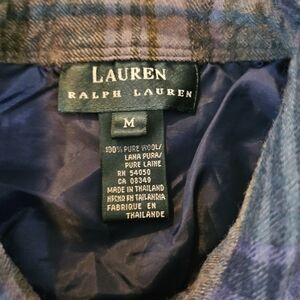 LAUREN
RALPH LAUREN
M
100% PURE WOOL/
LANA PURA/
PURE LAINE
RN 54050
CA 08349
MADE IN THAILAND
HECHO EN TAILANDIA
FABRIQUE EN
THAILANDE